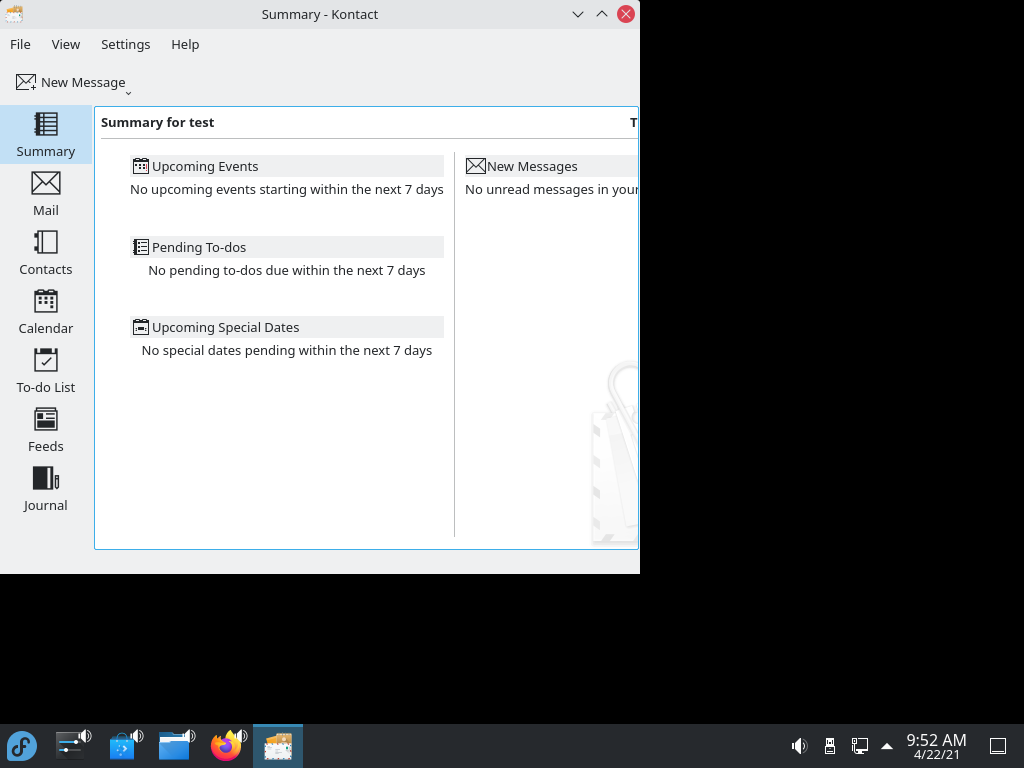 Summary - Kontact
File View Settings Help
New Message
Summary
Mail
Contacts
Calendar
To-do List
Feeds
Journal
Summary for test
T
Upcoming Events
No upcoming events starting within the next 7 days
Pending To-dos
No pending to-dos due within the next 7 days
Upcoming Special Dates
No special dates pending within the next 7 days
New Messages
No unread messages in your
9:52 AM
4/22/21